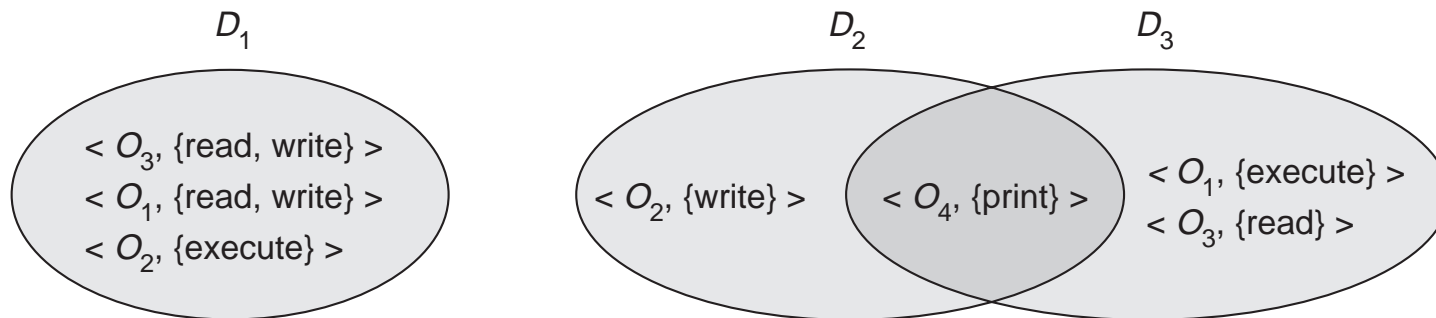 D₁
D₂
D₃
< O₃, {read, write} >
< O₁, {read, write} >
< O₂, {execute} >
< O₂, {write} >
< O₄, {print} >
< O₁, {execute} >
< O₃, {read} >